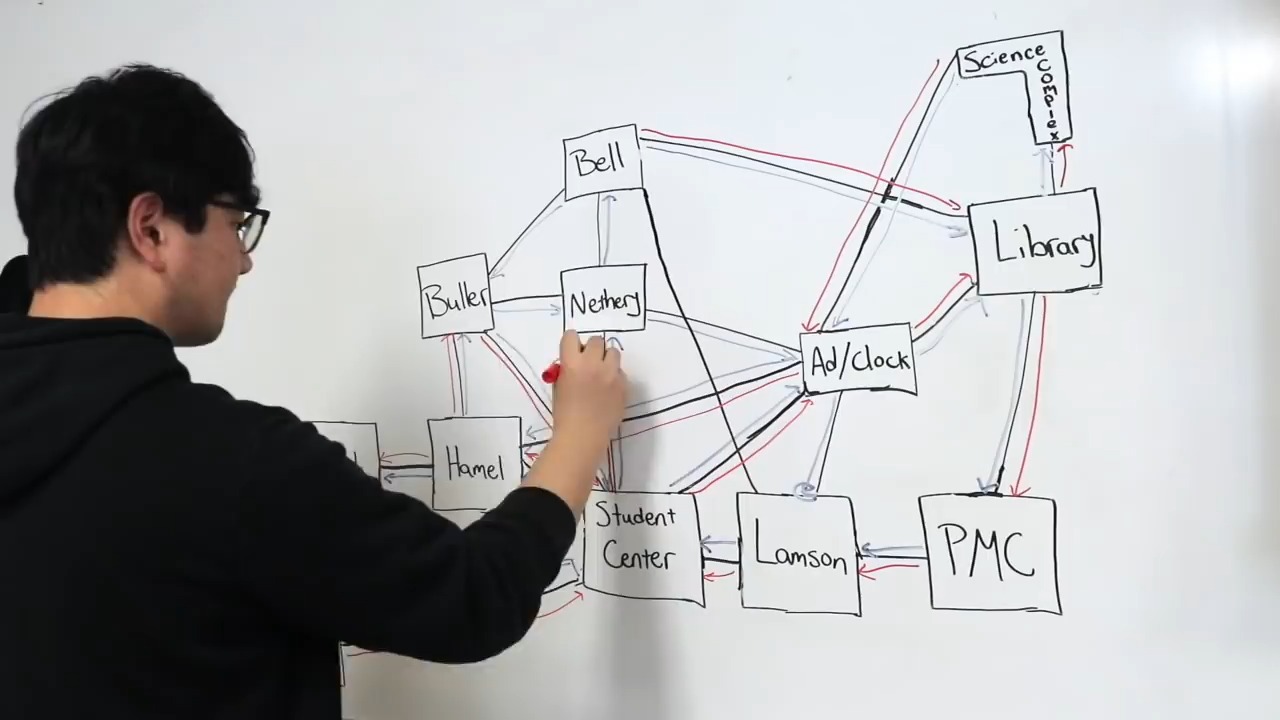 Science
Complex
Bell
Library
Buller
Nethery
Ad/Clock
Hamel
Student
Center
Lamson
PMC